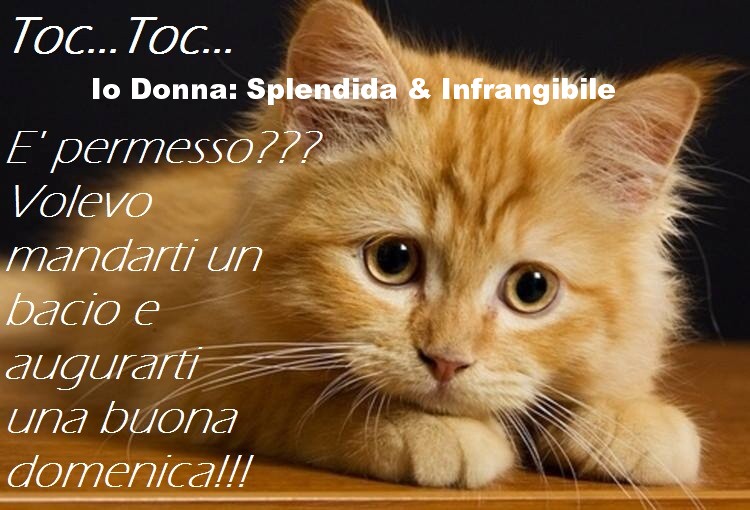 Toc...Toc...
Io Donna: Splendida & Infrangibile
E' permesso???
Volevo
mandarti un
bacio e
augurarti
una buona
domenica!!!